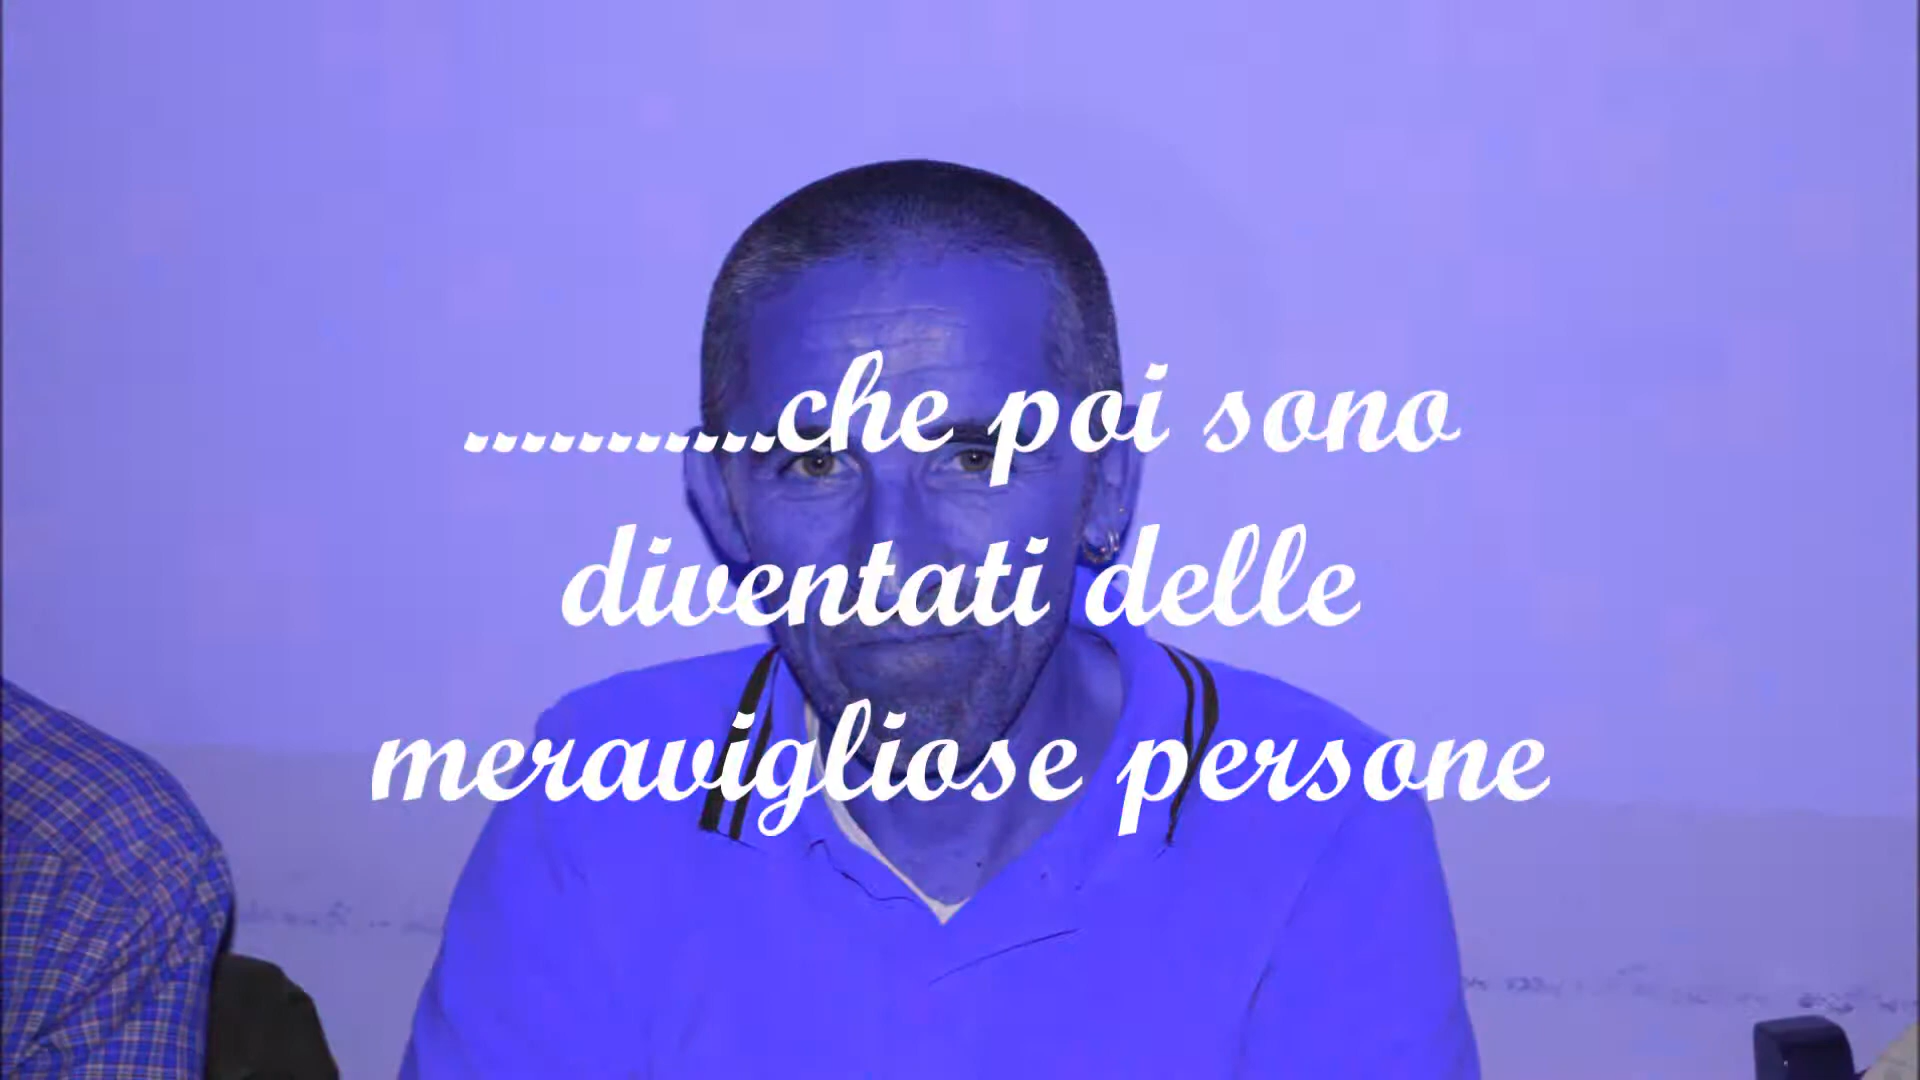 ...........che poi sono
diventati delle
meravigliose persone